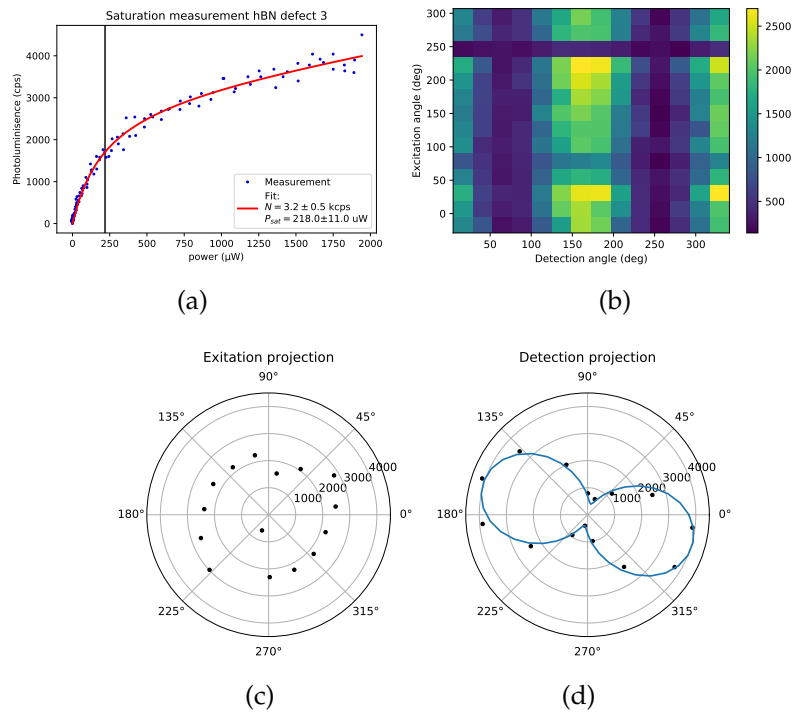 Saturation measurement hBN defect 3
Photoluminisence (cps)
4000
3000
2000
1000
0
Measurement
Fit:
N = 3.2 ± 0.5 kcps
P_sat = 218.0±11.0 uW
0 250 500 750 1000 1250 1500 1750 2000
power (μW)
(a)
Excitation angle (deg)
300
250
200
150
100
50
0
50 100 150 200 250 300
Detection angle (deg)
2500
2000
1500
1000
500
(b)
Exitation projection
90°
135° 45°
4000
3000
2000
1000
180° 0°
225° 315°
270°
(c)
Detection projection
90°
135° 45°
4000
3000
2000
1000
180° 0°
225° 315°
270°
(d)